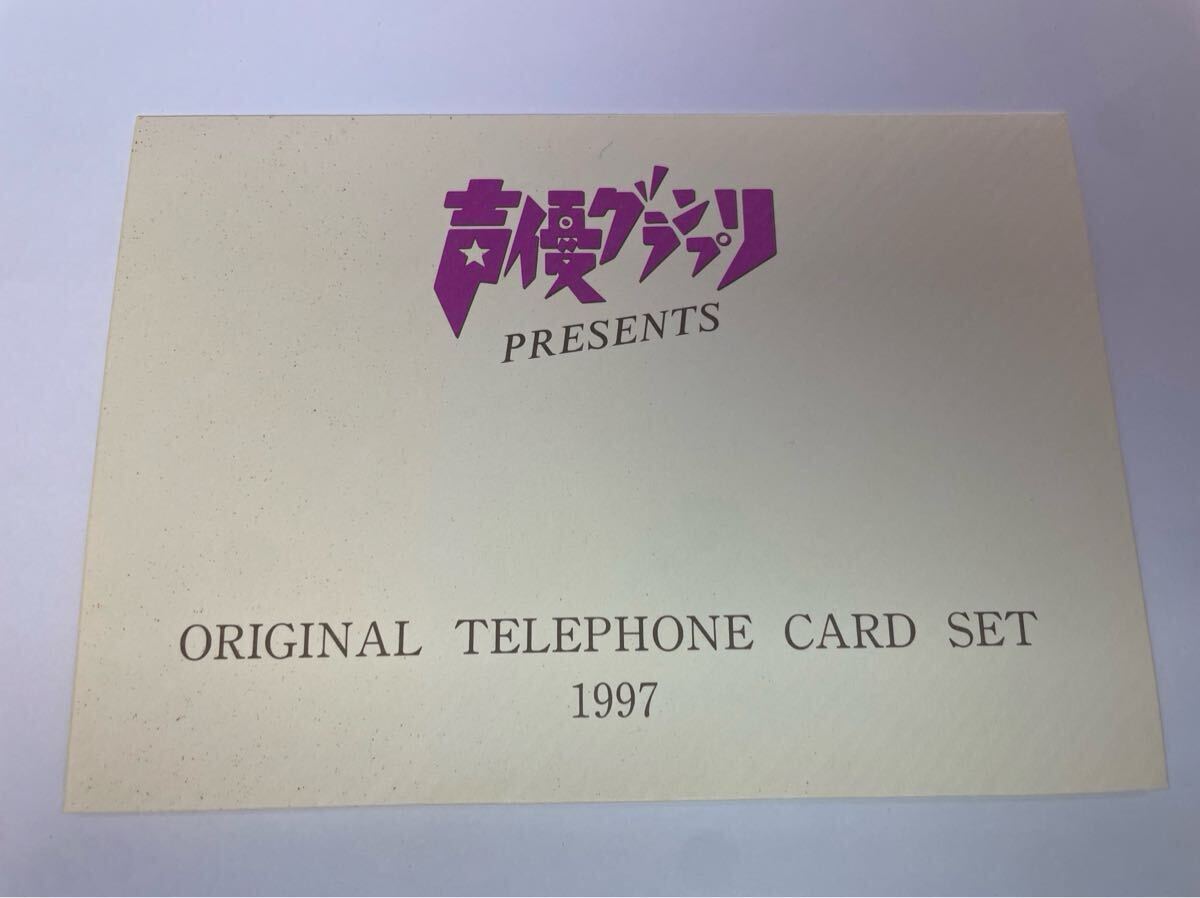 声優グランプリ
PRESENTS
ORIGINAL TELEPHONE CARD SET
1997